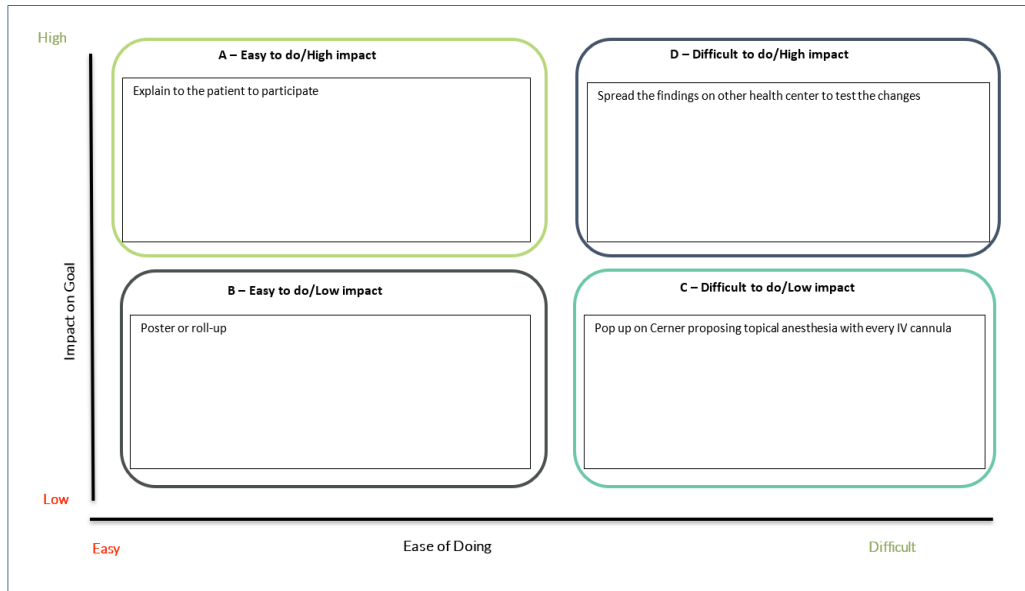 High
A – Easy to do/High impact
Explain to the patient to participate
D – Difficult to do/High impact
Spread the findings on other health center to test the changes
Impact on Goal
B – Easy to do/Low impact
Poster or roll-up
C – Difficult to do/Low impact
Pop up on Cerner proposing topical anesthesia with every IV cannula
Low
Easy
Ease of Doing
Difficult